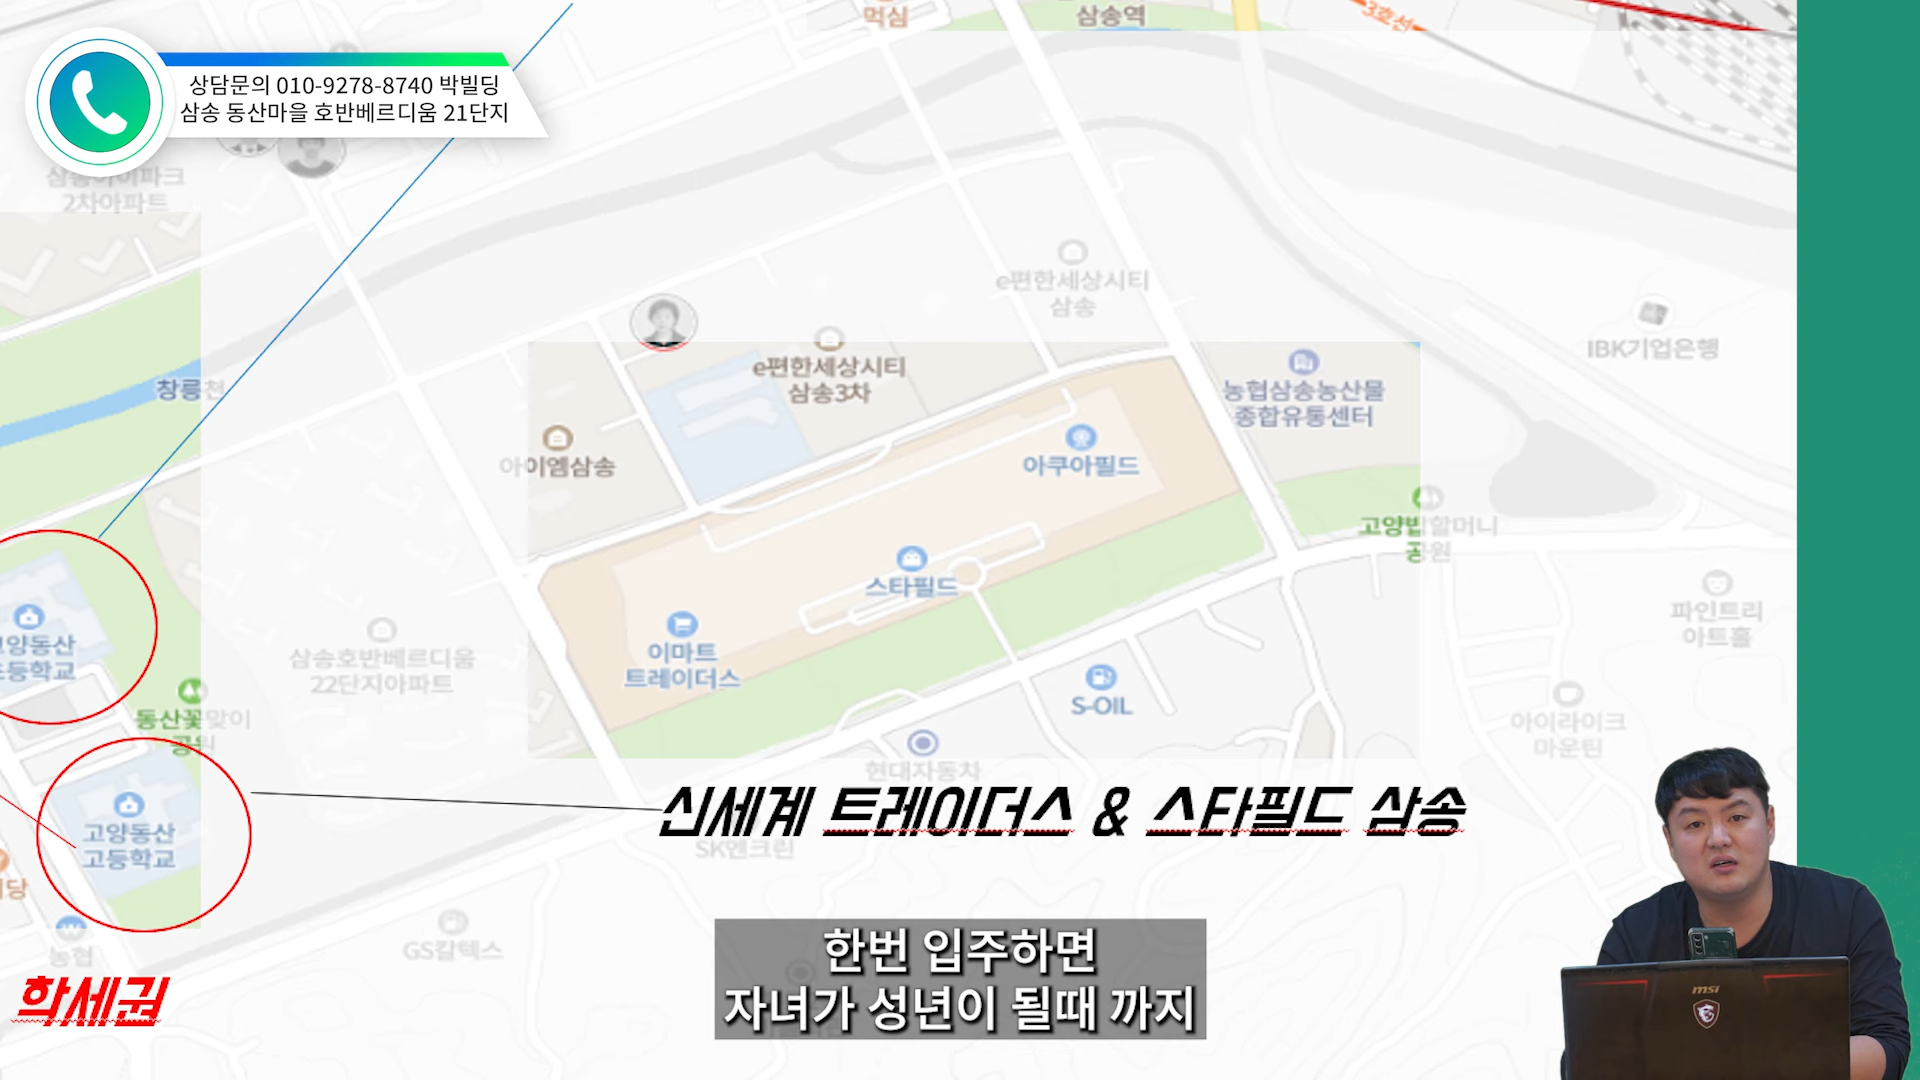 먹심
삼송역
3호선
상담문의 010-9278-8740 박빌딩
삼송 동산마을 호반베르디움 21단지
삼송아이파크
2차아파트
e편한세상시티
삼송
IBK기업은행
e편한세상시티
삼송3차
농협삼송농산물
종합유통센터
창릉천
아이엠삼송
아쿠아필드
고양밥할머니
공원
스타필드
파인트리
아트홀
고양동산
초등학교
이마트
트레이더스
삼송호반베르디움
22단지아파트
S-OIL
동산꽃맞이
공원
아이라이크
마운틴
현대자동차
신세계 트레이더스 & 스타필드 삼송
고양동산
고등학교
SK엔크린
농협
GS칼텍스
학세권
한번 입주하면
자녀가 성년이 될때 까지
msi